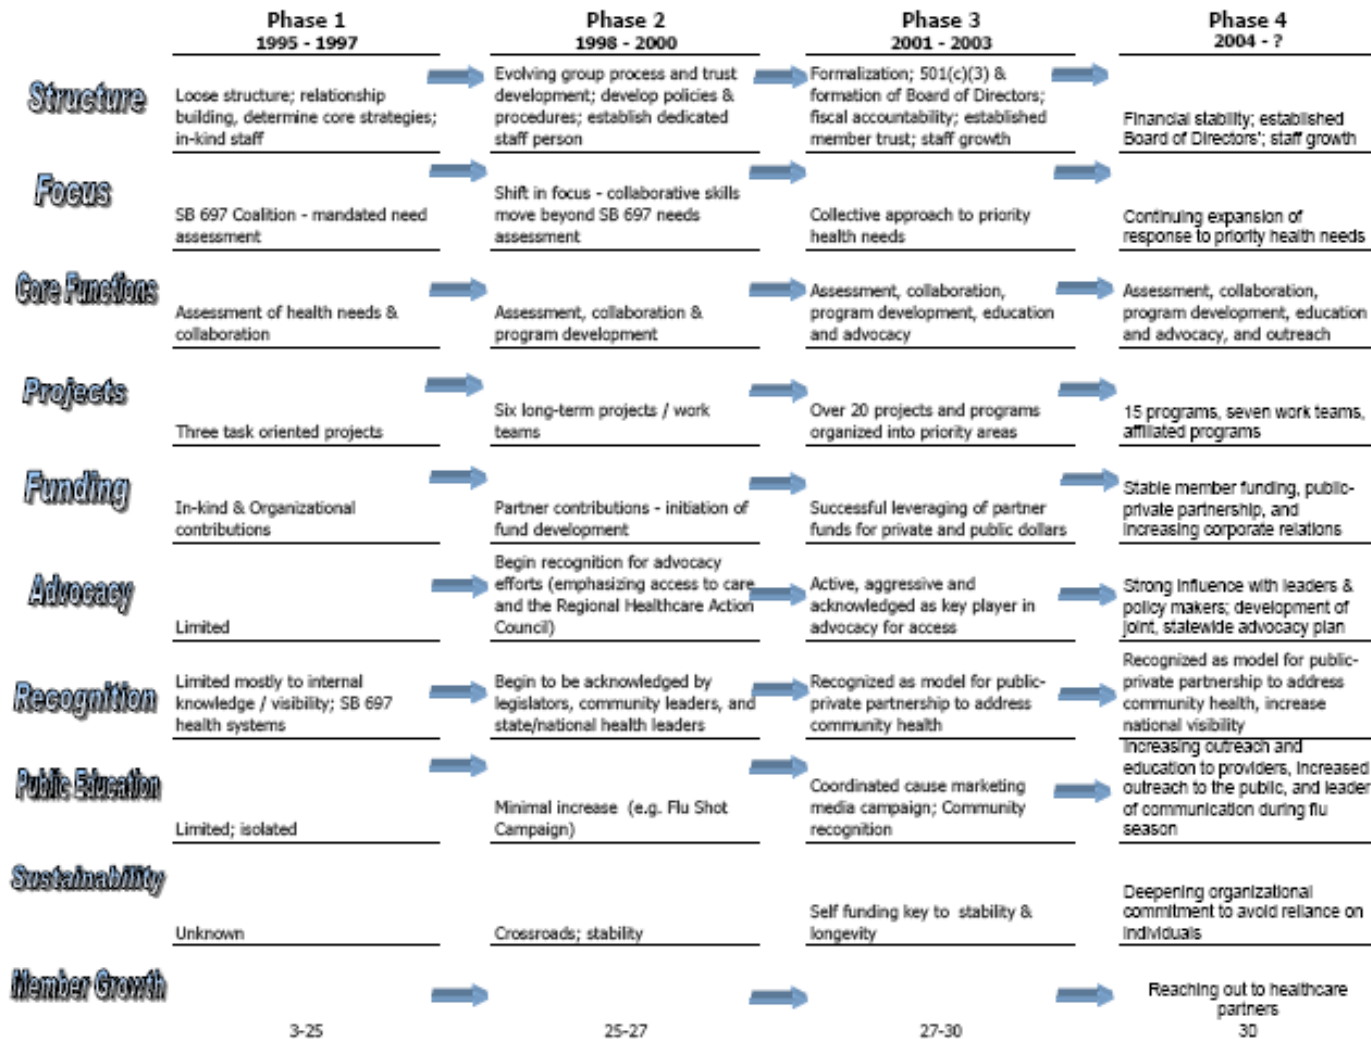 Phase 1
1995 - 1997
Phase 2
1998 - 2000
Phase 3
2001 - 2003
Phase 4
2004 - ?
Structure
Loose structure; relationship
building, determine core strategies;
in-kind staff
Evolving group process and trust
development; develop policies &
procedures; establish dedicated
staff person
Formalization; 501(c)(3) &
formation of Board of Directors;
fiscal accountability; established
member trust; staff growth
Financial stability; established
Board of Directors'; staff growth
Focus
SB 697 Coalition - mandated need
assessment
Shift in focus - collaborative skills
move beyond SB 697 needs
assessment
Collective approach to priority
health needs
Continuing expansion of
response to priority health needs
Core Functions
Assessment of health needs &
collaboration
Assessment, collaboration &
program development
Assessment, collaboration,
program development, education
and advocacy
Assessment, collaboration,
program development, education
and advocacy, and outreach
Projects
Three task oriented projects
Six long-term projects / work
teams
Over 20 projects and programs
organized into priority areas
15 programs, seven work teams,
affiliated programs
Funding
In-kind & Organizational
contributions
Partner contributions - initiation of
fund development
Successful leveraging of partner
funds for private and public dollars
Stable member funding, public-
private partnership, and
increasing corporate relations
Advocacy
Limited
Begin recognition for advocacy
efforts (emphasizing access to care
and the Regional Healthcare Action
Council)
Active, aggressive and
acknowledged as key player in
advocacy for access
Strong influence with leaders &
policy makers; development of
joint, statewide advocacy plan
Recognition
Limited mostly to internal
knowledge / visibility; SB 697
health systems
Begin to be acknowledged by
legislators, community leaders, and
state/national health leaders
Recognized as model for public-
private partnership to address
community health
Recognized as model for public-
private partnership to address
community health, increase
national visibility
Public Education
Limited; isolated
Minimal increase (e.g. Flu Shot
Campaign)
Coordinated cause marketing
media campaign; Community
recognition
Increasing outreach and
education to providers, increased
outreach to the public, and leader
of communication during flu
season
Sustainability
Unknown
Crossroads; stability
Self funding key to stability &
longevity
Deepening organizational
commitment to avoid reliance on
individuals
Member Growth
3-25
25-27
27-30
Reaching out to healthcare
partners
30